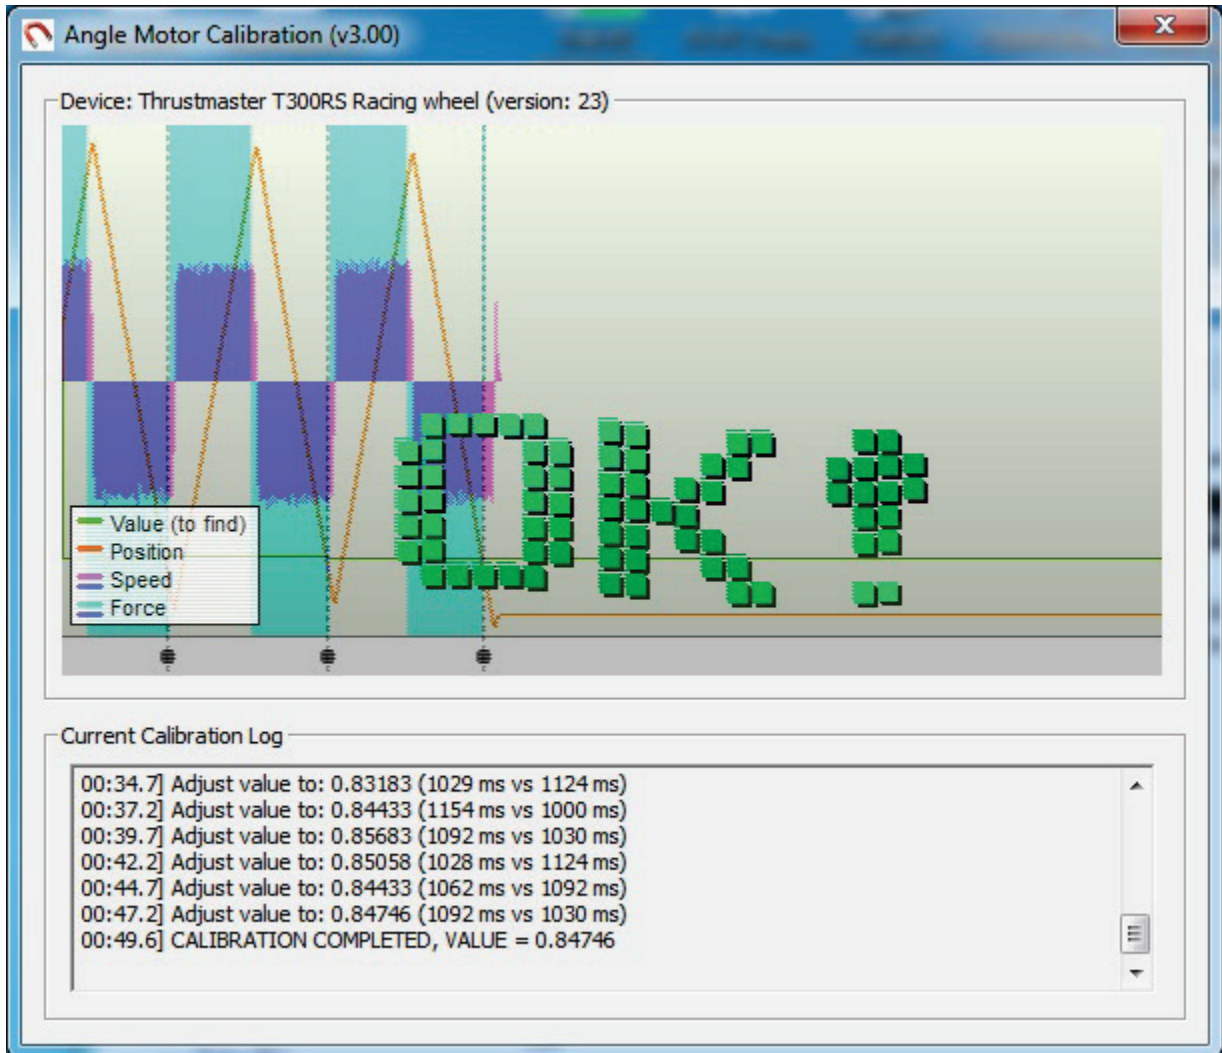 Angle Motor Calibration (v3.00)
Device: Thrustmaster T300RS Racing wheel (version: 23)
OK!
Value (to find)
Position
Speed
Force
Current Calibration Log
00:34.7] Adjust value to: 0.83183 (1029 ms vs 1124 ms)
00:37.2] Adjust value to: 0.84433 (1154 ms vs 1000 ms)
00:39.7] Adjust value to: 0.85683 (1092 ms vs 1030 ms)
00:42.2] Adjust value to: 0.85058 (1028 ms vs 1124 ms)
00:44.7] Adjust value to: 0.84433 (1062 ms vs 1092 ms)
00:47.2] Adjust value to: 0.84746 (1092 ms vs 1030 ms)
00:49.6] CALIBRATION COMPLETED, VALUE = 0.84746